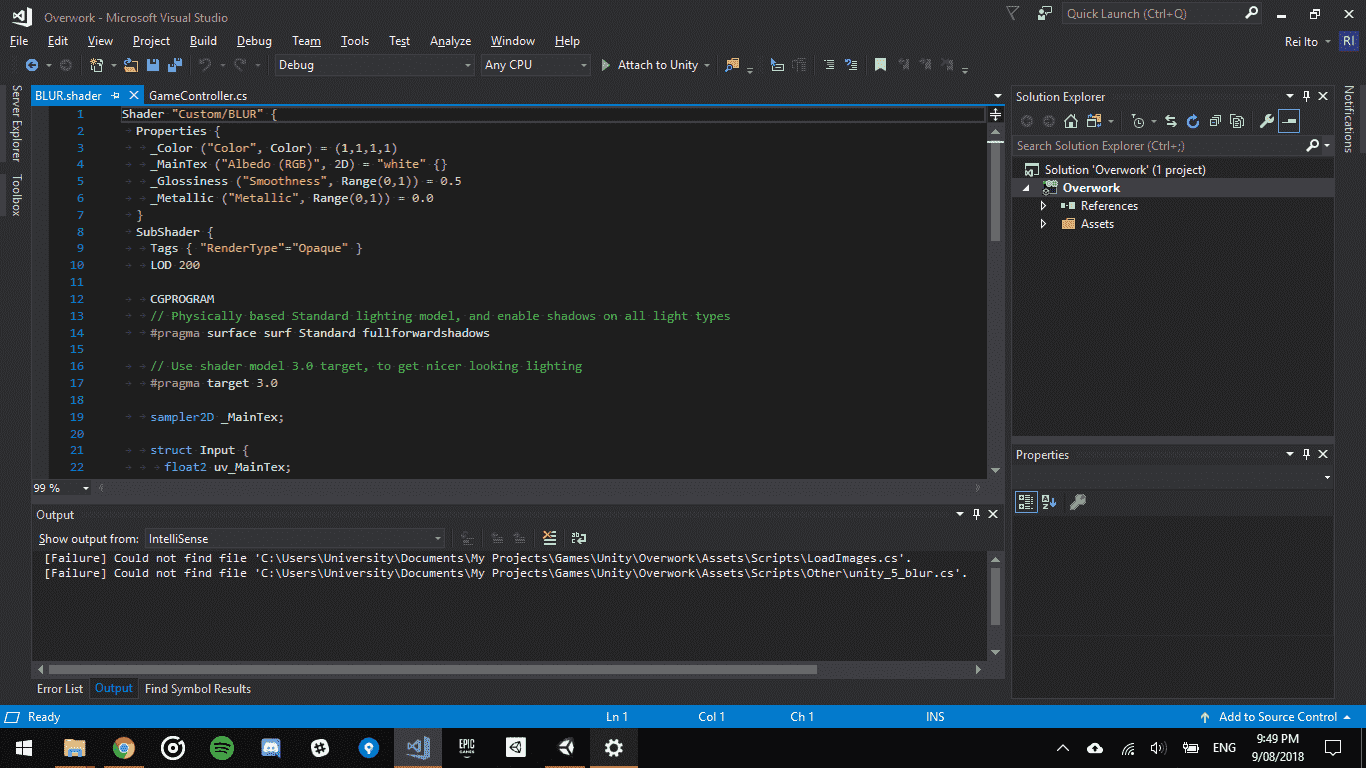 Overwork - Microsoft Visual Studio
Quick Launch (Ctrl+Q)
File Edit View Project Build Debug Team Tools Test Analyze Window Help
Rei Ito RI
Debug Any CPU Attach to Unity
Server Explorer
Toolbox
BLUR.shader GameController.cs
1 Shader "Custom/BLUR" {
2 Properties {
3 _Color ("Color", Color) = (1,1,1,1)
4 _MainTex ("Albedo (RGB)", 2D) = "white" {}
5 _Glossiness ("Smoothness", Range(0,1)) = 0.5
6 _Metallic ("Metallic", Range(0,1)) = 0.0
7 }
8 SubShader {
9 Tags { "RenderType"="Opaque" }
10 LOD 200
11
12 CGPROGRAM
13 // Physically based Standard lighting model, and enable shadows on all light types
14 #pragma surface surf Standard fullforwardshadows
15
16 // Use shader model 3.0 target, to get nicer looking lighting
17 #pragma target 3.0
18
19 sampler2D _MainTex;
20
21 struct Input {
22 float2 uv_MainTex;
99 %
Output
Show output from: IntelliSense
[Failure] Could not find file 'C:\Users\University\Documents\My Projects\Games\Unity\Overwork\Assets\Scripts\LoadImages.cs'.
[Failure] Could not find file 'C:\Users\University\Documents\My Projects\Games\Unity\Overwork\Assets\Scripts\Other\unity_5_blur.cs'.
Error List Output Find Symbol Results
Solution Explorer
Search Solution Explorer (Ctrl+;)
Solution 'Overwork' (1 project)
Overwork
References
Assets
Properties
Notifications
Ready Ln 1 Col 1 Ch 1 INS Add to Source Control
EPIC
GAMES
ENG
9:49 PM
9/08/2018